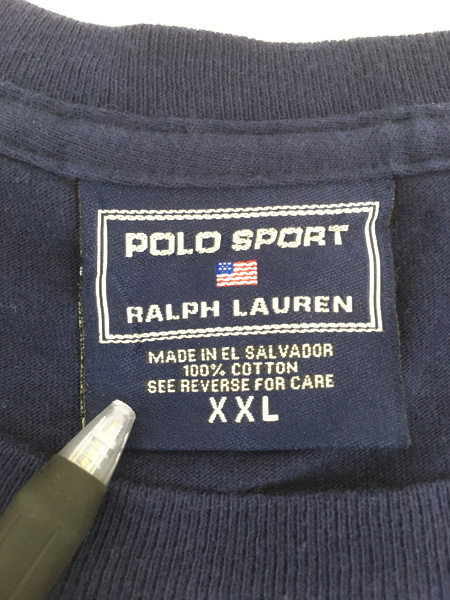 POLO SPORT
RALPH LAUREN
MADE IN EL SALVADOR
100% COTTON
SEE REVERSE FOR CARE
XXL